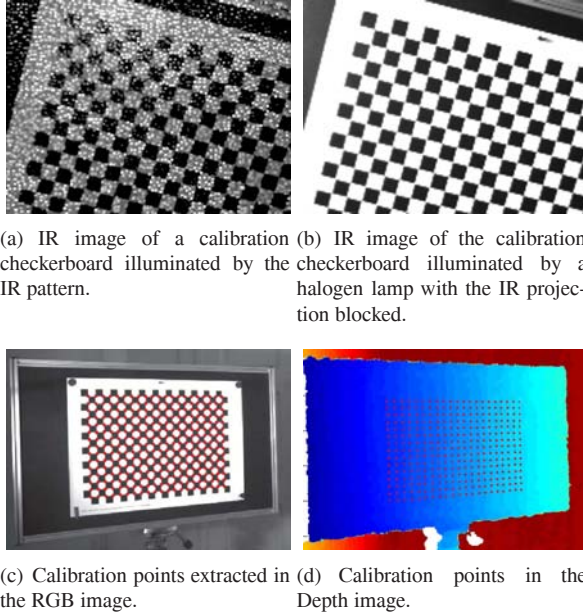 (a) IR image of a calibration
checkerboard illuminated by the
IR pattern.
(b) IR image of the calibration
checkerboard illuminated by a
halogen lamp with the IR projec-
tion blocked.
(c) Calibration points extracted in
the RGB image.
(d) Calibration points in the
Depth image.